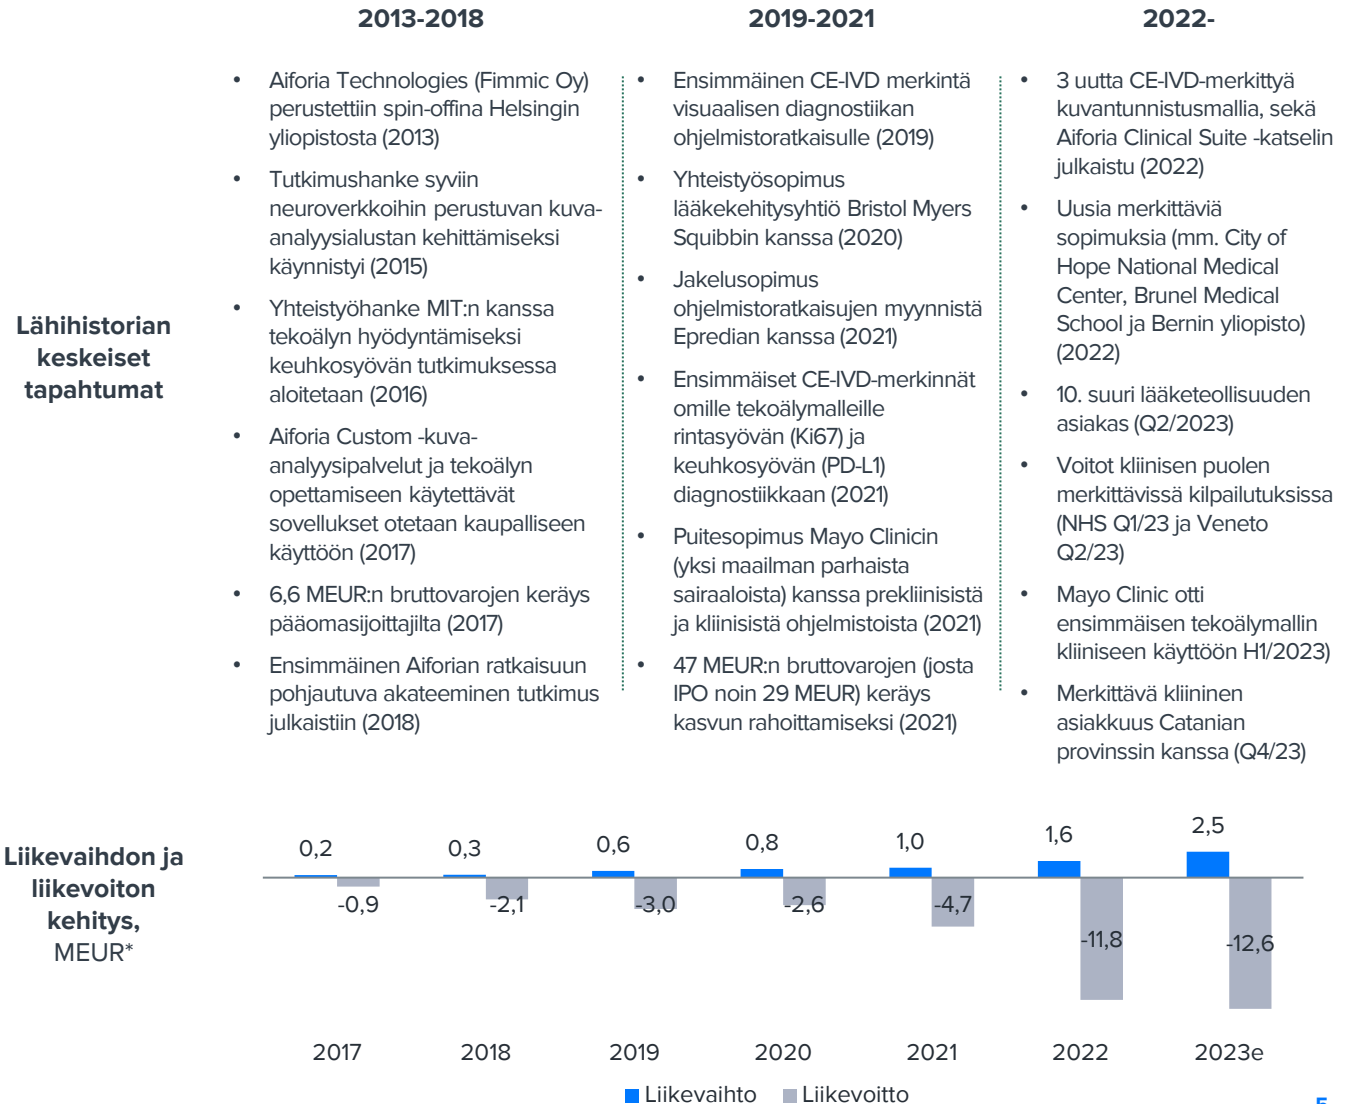 2013-2018
2019-2021
2022-
Lähihistorian
keskeiset
tapahtumat
• Aiforia Technologies (Fimmic Oy)
perustettiin spin-offina Helsingin
yliopistosta (2013)
• Tutkimushanke syviin
neuroverkkoihin perustuvan kuva-
analyysialustan kehittämiseksi
käynnistyi (2015)
• Yhteistyöhanke MIT:n kanssa
tekoälyn hyödyntämiseksi
keuhkosyövän tutkimuksessa
aloitetaan (2016)
• Aiforia Custom -kuva-
analyysipalvelut ja tekoälyn
opettamiseen käytettävät
sovellukset otetaan kaupalliseen
käyttöön (2017)
• 6,6 MEUR:n bruttovarojen keräys
pääomasijoittajilta (2017)
• Ensimmäinen Aiforian ratkaisuun
pohjautuva akateeminen tutkimus
julkaistiin (2018)
• Ensimmäinen CE-IVD merkintä
visuaalisen diagnostiikan
ohjelmistoratkaisulle (2019)
• Yhteistyösopimus
lääkekehitysyhtiö Bristol Myers
Squibbin kanssa (2020)
• Jakelusopimus
ohjelmistoratkaisujen myynnistä
Epredian kanssa (2021)
• Ensimmäiset CE-IVD-merkinnät
omille tekoälymalleille
rintasyövän (Ki67) ja
keuhkosyövän (PD-L1)
diagnostiikkaan (2021)
• Puitesopimus Mayo Clinicin
(yksi maailman parhaista
sairaaloista) kanssa prekliinisistä
ja kliinisistä ohjelmistoista (2021)
• 47 MEUR:n bruttovarojen (josta
IPO noin 29 MEUR) keräys
kasvun rahoittamiseksi (2021)
• 3 uutta CE-IVD-merkittyä
kuvantunnistusmallia, sekä
Aiforia Clinical Suite -katselin
julkaistu (2022)
• Uusia merkittäviä
sopimuksia (mm. City of
Hope National Medical
Center, Brunel Medical
School ja Bernin yliopisto)
(2022)
• 10. suuri lääketeollisuuden
asiakas (Q2/2023)
• Voitot kliinisen puolen
merkittävissä kilpailutuksissa
(NHS Q1/23 ja Veneto
Q2/23)
• Mayo Clinic otti
ensimmäisen tekoälymallin
kliiniseen käyttöön H1/2023)
• Merkittävä kliininen
asiakkuus Catanian
provinssin kanssa (Q4/23)
Liikevaihdon ja
liikevoiton
kehitys,
MEUR*
0,2 0,3 0,6 0,8 1,0 1,6 2,5
-0,9 -2,1 -3,0 -2,6 -4,7 -11,8 -12,6
2017 2018 2019 2020 2021 2022 2023e
Liikevaihto Liikevoitto